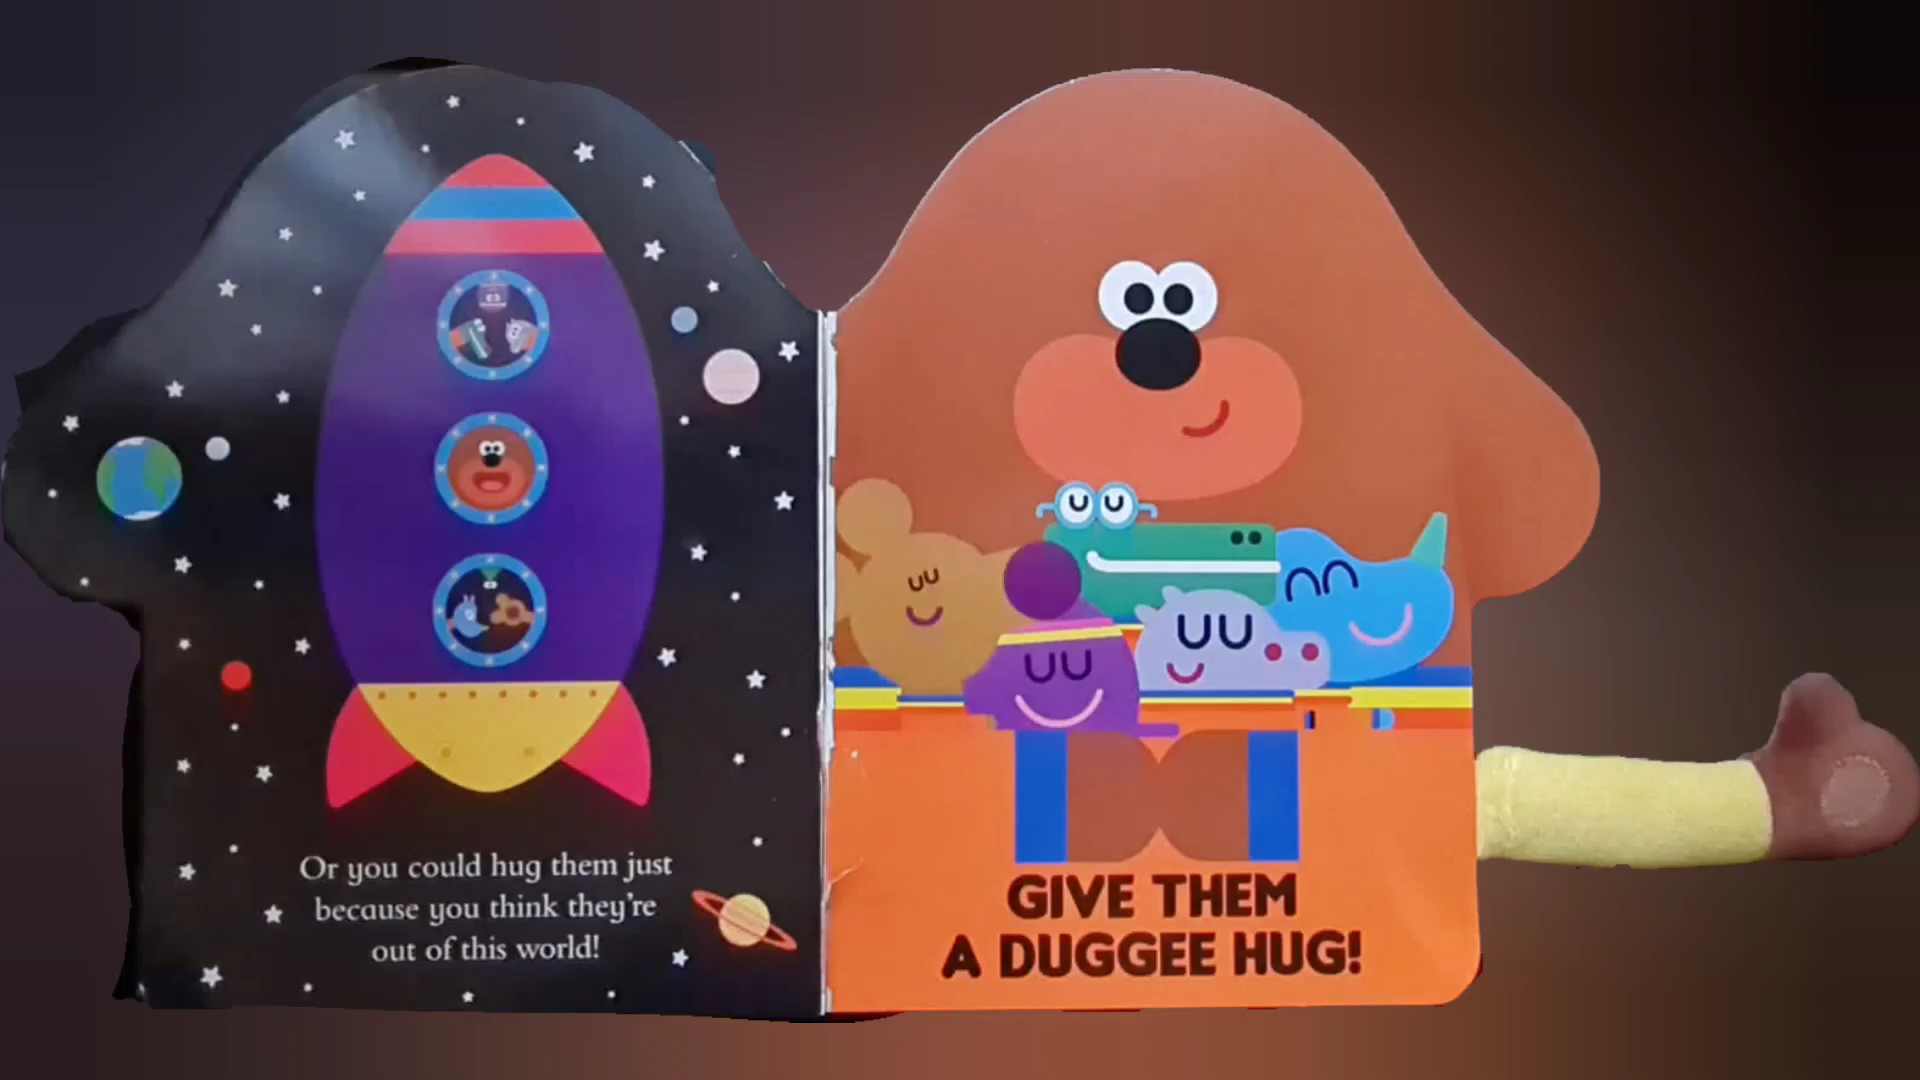 Or you could hug them just
because you think they're
out of this world!
GIVE THEM
A DUGGEE HUG!